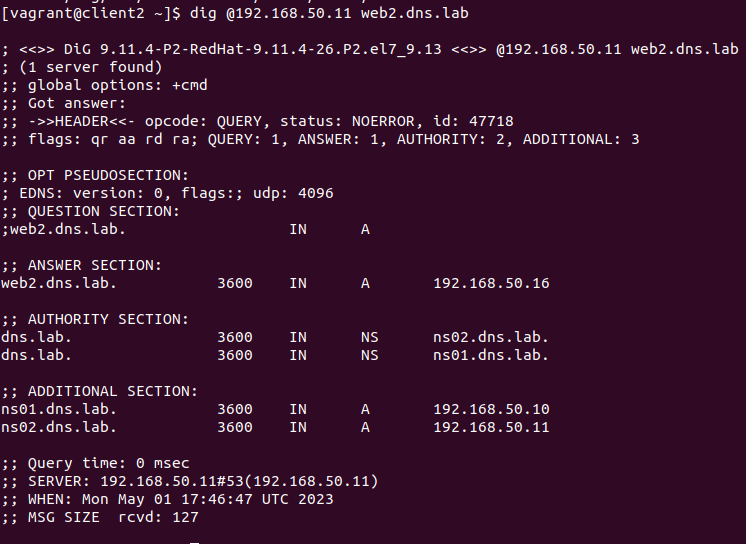 [vagrant@client2 ~]$ dig @192.168.50.11 web2.dns.lab
; <<>> DiG 9.11.4-P2-RedHat-9.11.4-26.P2.el7_9.13 <<>> @192.168.50.11 web2.dns.lab
; (1 server found)
;; global options: +cmd
;; Got answer:
;; ->>HEADER<<- opcode: QUERY, status: NOERROR, id: 47718
;; flags: qr aa rd ra; QUERY: 1, ANSWER: 1, AUTHORITY: 2, ADDITIONAL: 3
;; OPT PSEUDOSECTION:
; EDNS: version: 0, flags:; udp: 4096
;; QUESTION SECTION:
;web2.dns.lab. IN A
;; ANSWER SECTION:
web2.dns.lab. 3600 IN A 192.168.50.16
;; AUTHORITY SECTION:
dns.lab. 3600 IN NS ns02.dns.lab.
dns.lab. 3600 IN NS ns01.dns.lab.
;; ADDITIONAL SECTION:
ns01.dns.lab. 3600 IN A 192.168.50.10
ns02.dns.lab. 3600 IN A 192.168.50.11
;; Query time: 0 msec
;; SERVER: 192.168.50.11#53(192.168.50.11)
;; WHEN: Mon May 01 17:46:47 UTC 2023
;; MSG SIZE rcvd: 127